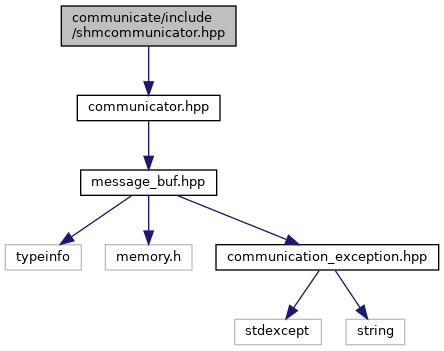 communicate/include
/shmcommunicator.hpp
communicator.hpp
message_buf.hpp
typeinfo
memory.h
communication_exception.hpp
stdexcept
string